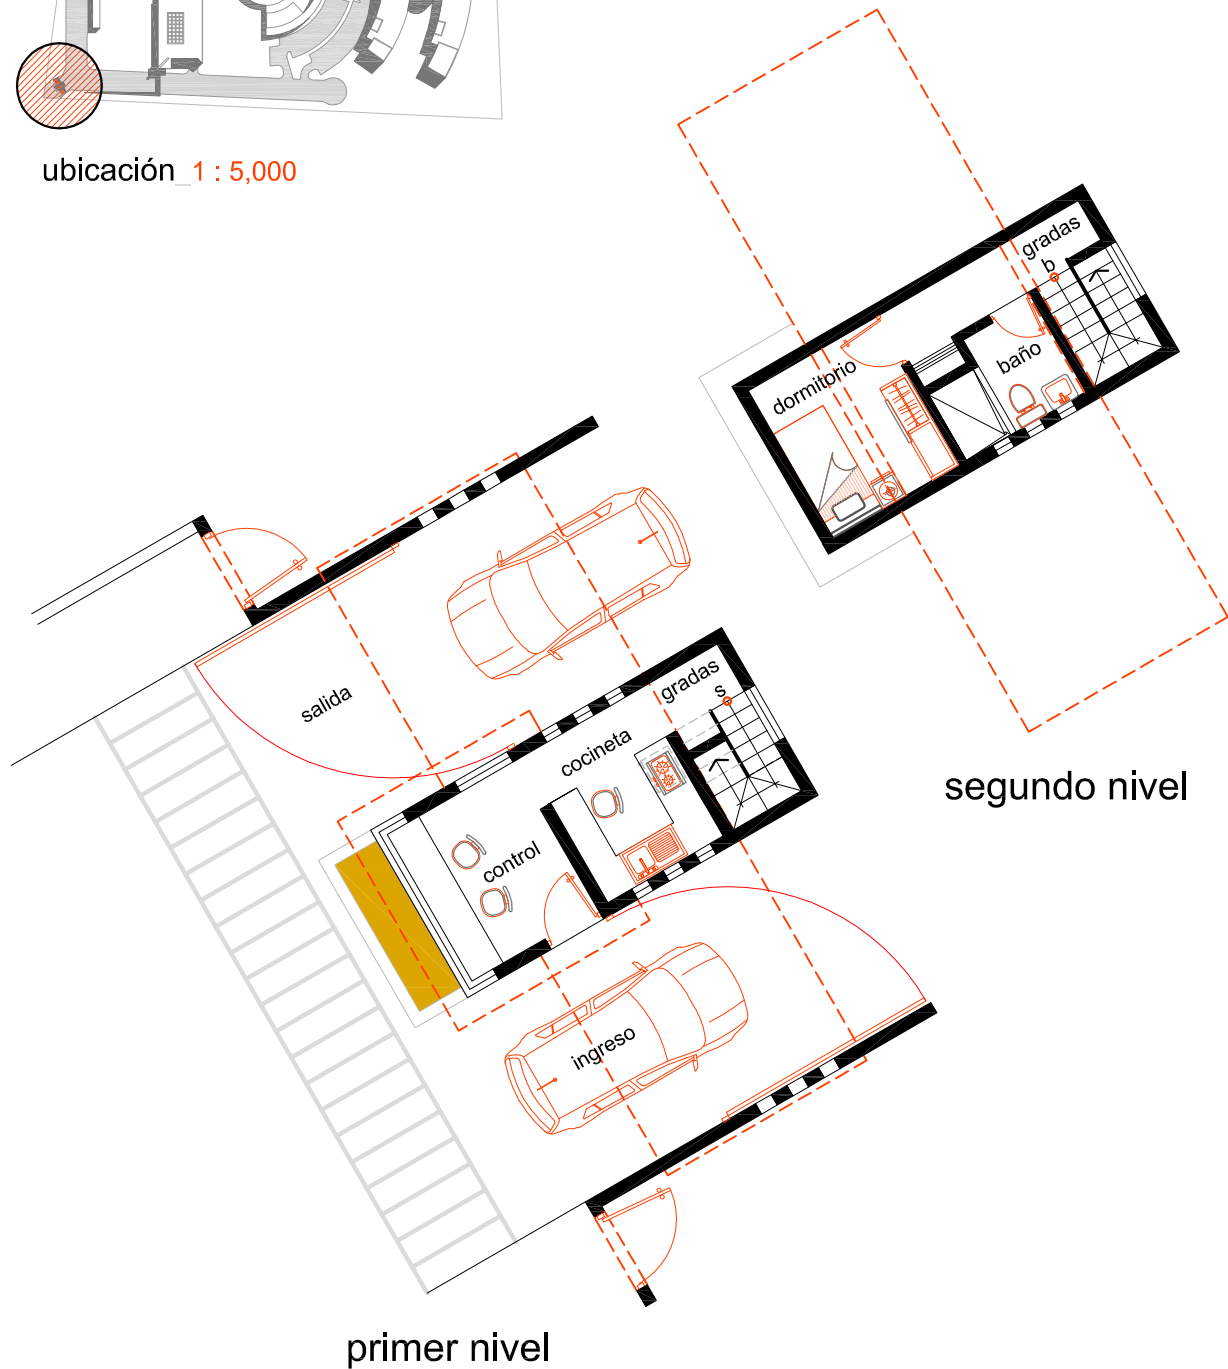 ubicación_1 : 5,000
gradas
b
baño
dormitorio
segundo nivel
salida
gradas
s
cocineta
control
ingreso
primer nivel